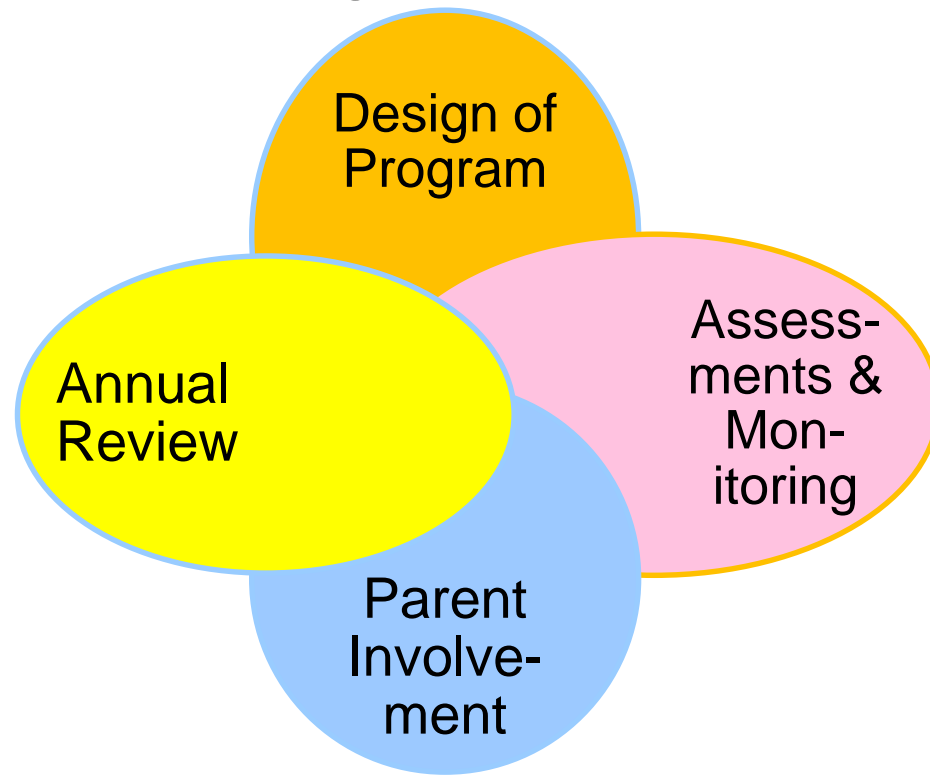 Design of
Program
Assess-
ments &
Mon-
itoring
Annual
Review
Parent
Involve-
ment